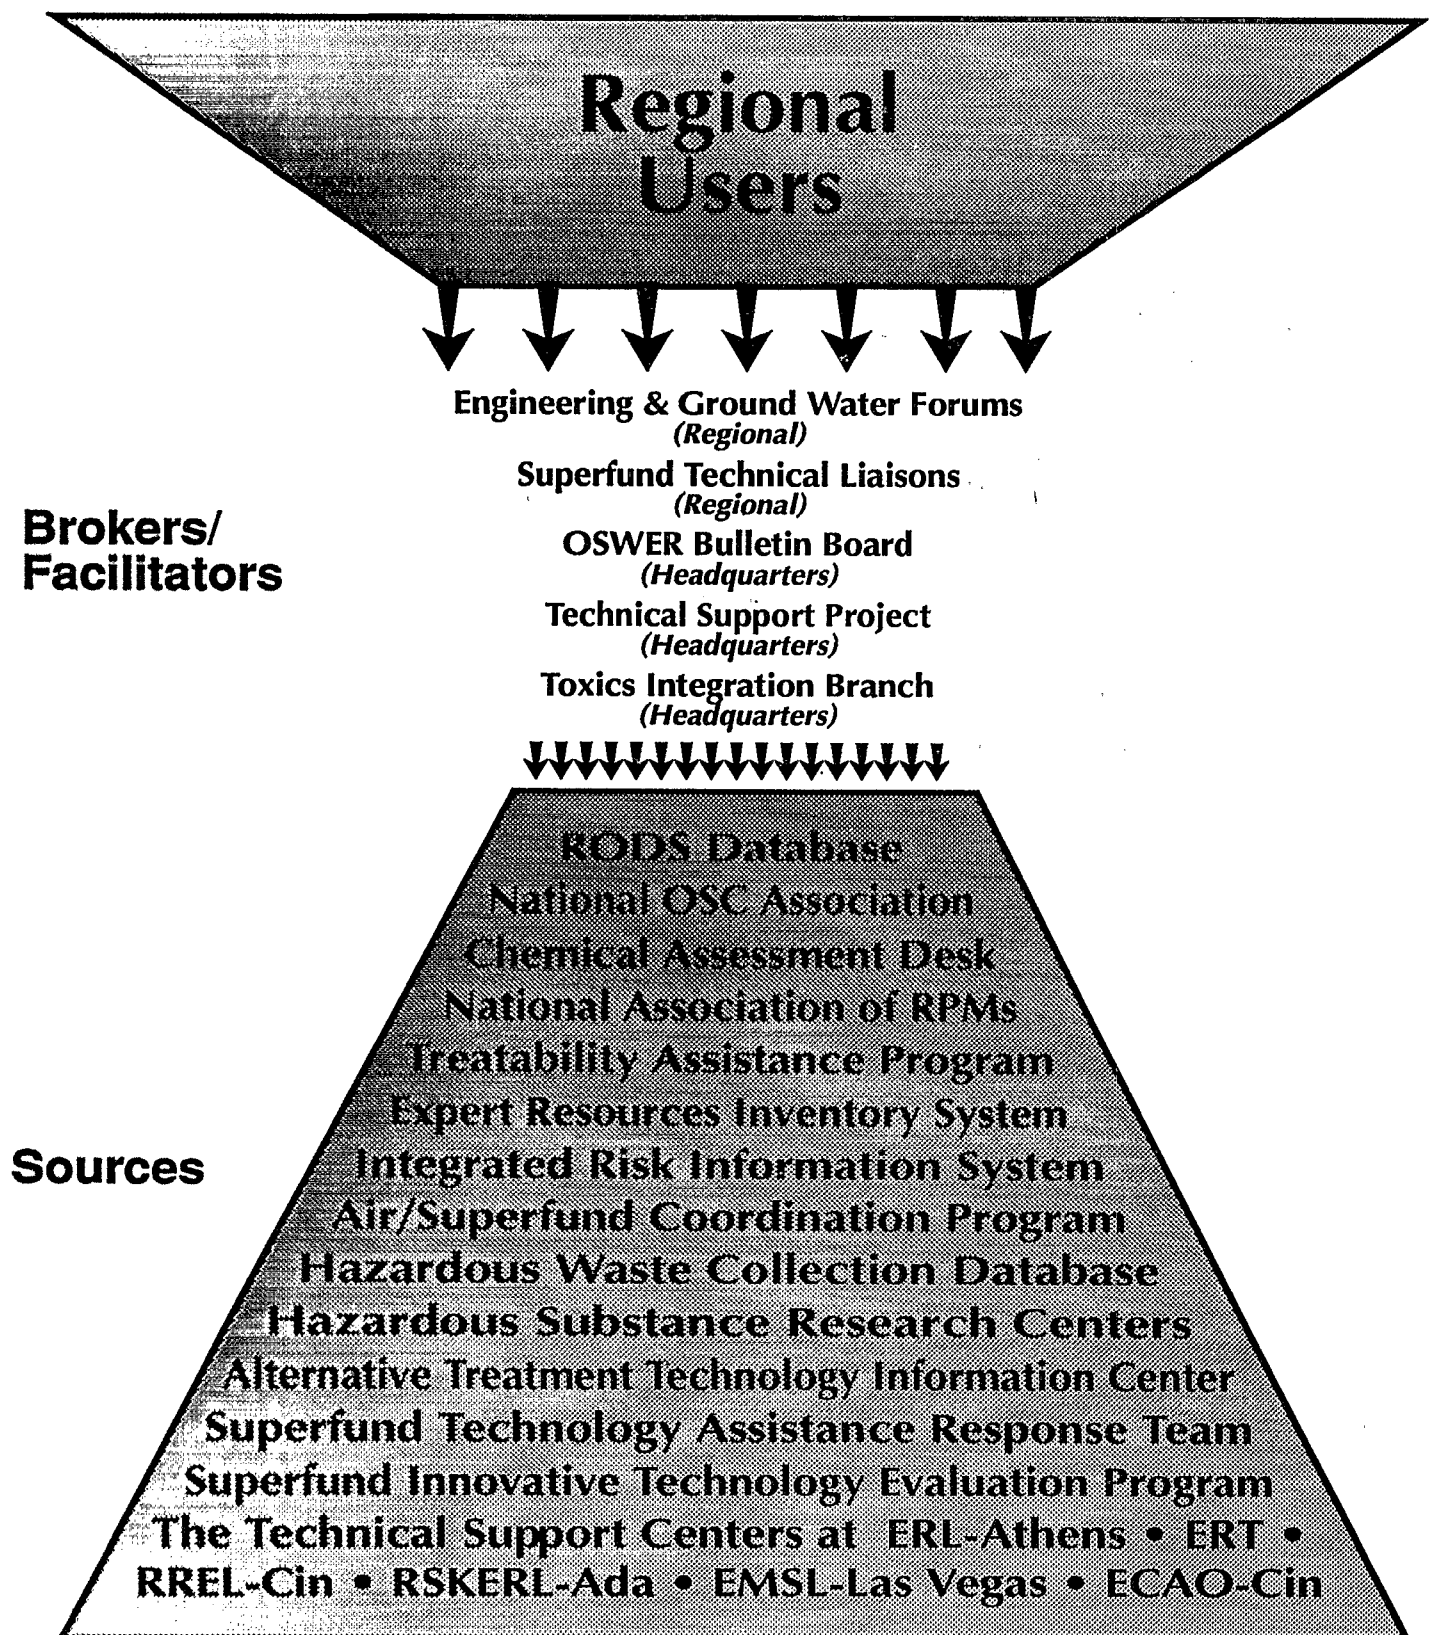 Regional
Users
Engineering & Ground Water Forums
(Regional)
Superfund Technical Liaisons
(Regional)
Brokers/
Facilitators
OSWER Bulletin Board
(Headquarters)
Technical Support Project
(Headquarters)
Toxics Integration Branch
(Headquarters)
RODS Database
National OSC Association
Chemical Assessment Desk
National Association of RPMs
Treatability Assistance Program
Expert Resources Inventory System
Sources
Integrated Risk Information System
Air/Superfund Coordination Program
Hazardous Waste Collection Database
Hazardous Substance Research Centers
Alternative Treatment Technology Information Center
Superfund Technology Assistance Response Team
Superfund Innovative Technology Evaluation Program
The Technical Support Centers at ERL-Athens • ERT •
RREL-Cin • RSKERL-Ada • EMSL-Las Vegas • ECAO-Cin